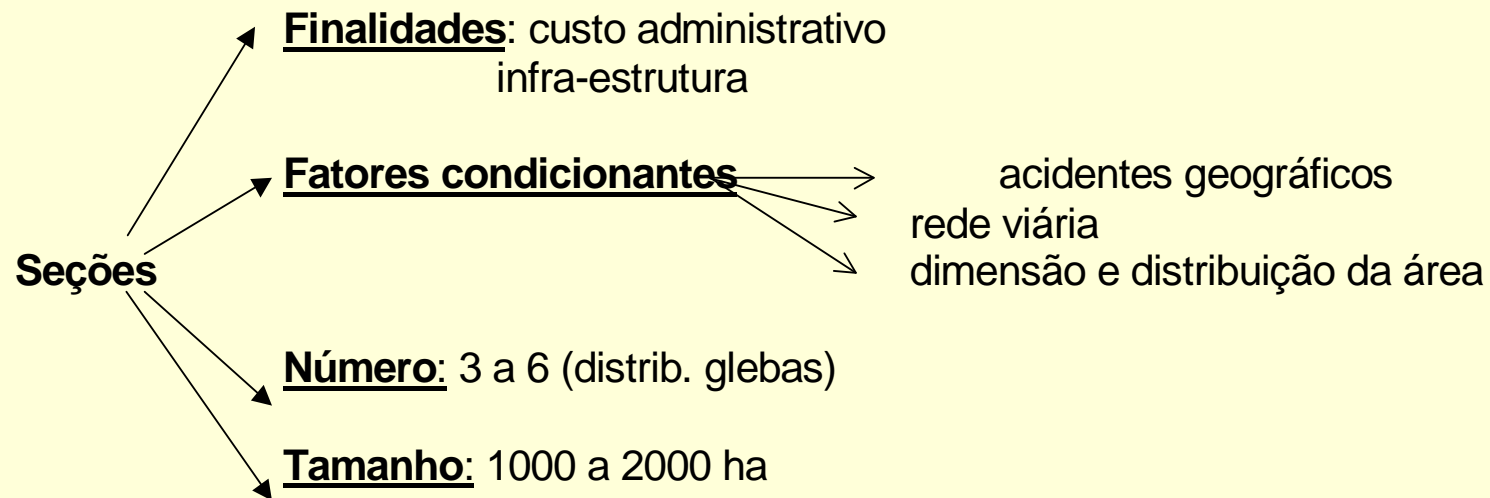 Finalidades: custo administrativo
infra-estrutura
Fatores condicionantes
acidentes geográficos
rede viária
Seções
dimensão e distribuição da área
Número: 3 a 6 (distrib. glebas)
Tamanho: 1000 a 2000 ha